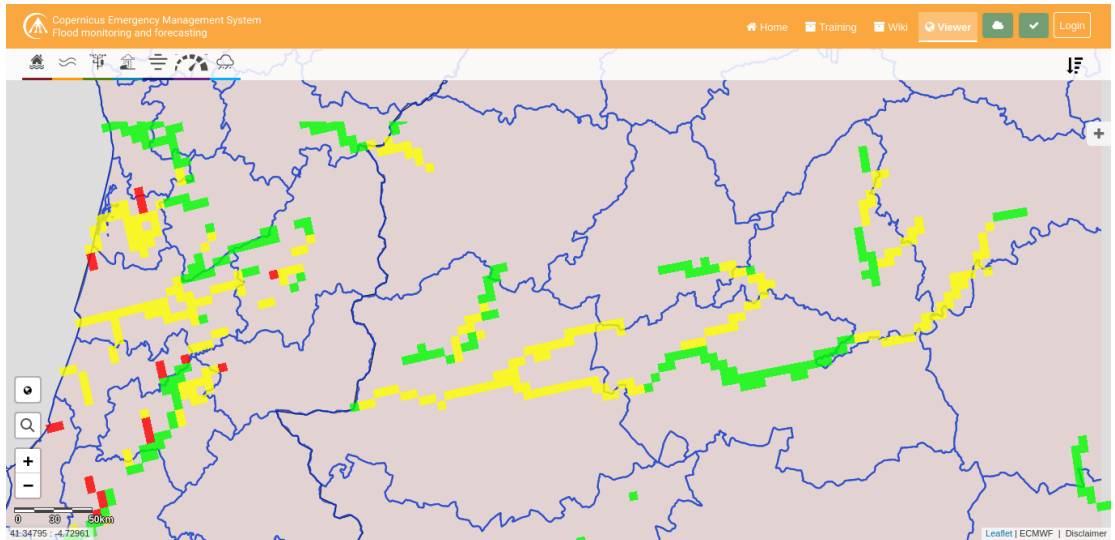 Copernicus Emergency Management System
Flood monitoring and forecasting
Home Training Wiki Viewer Login
+
+
−
0 30 50km
41.34795 : -4.72961
Leaflet | ECMWF | Disclaimer